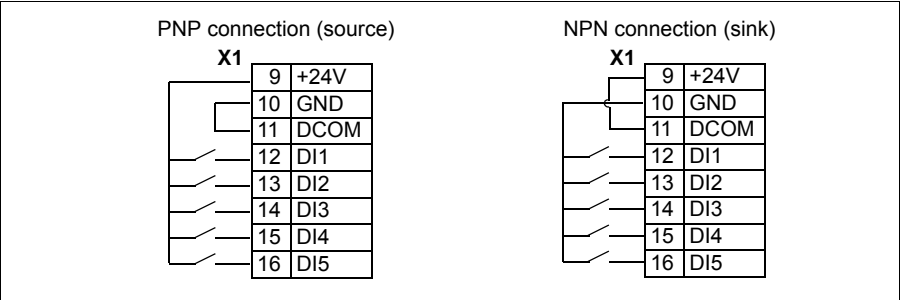 PNP connection (source)
X1
9 +24V
10 GND
11 DCOM
12 DI1
13 DI2
14 DI3
15 DI4
16 DI5
NPN connection (sink)
X1
9 +24V
10 GND
11 DCOM
12 DI1
13 DI2
14 DI3
15 DI4
16 DI5